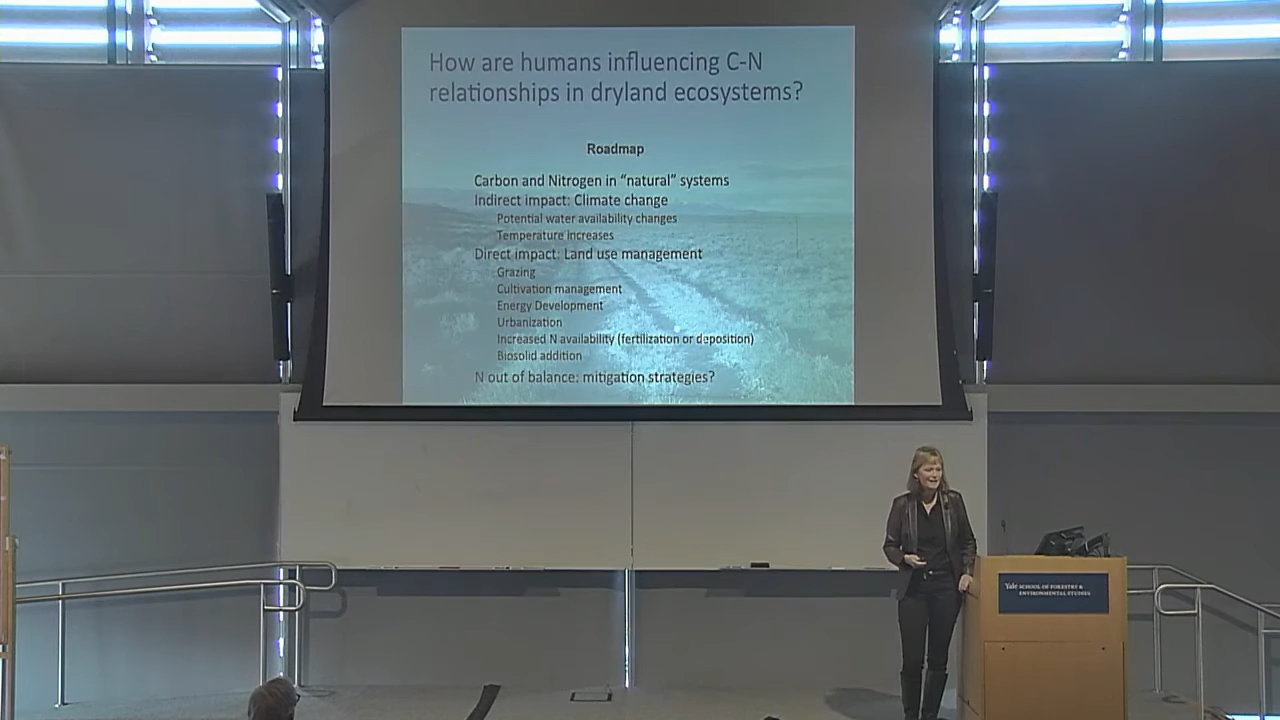 How are humans influencing C-N
relationships in dryland ecosystems?
Roadmap
Carbon and Nitrogen in “natural” systems
Indirect impact: Climate change
Potential water availability changes
Temperature increases
Direct impact: Land use management
Grazing
Cultivation management
Energy Development
Urbanization
Increased N availability (fertilization or deposition)
Biosolid addition
N out of balance: mitigation strategies?
Yale SCHOOL OF FORESTRY &
ENVIRONMENTAL STUDIES